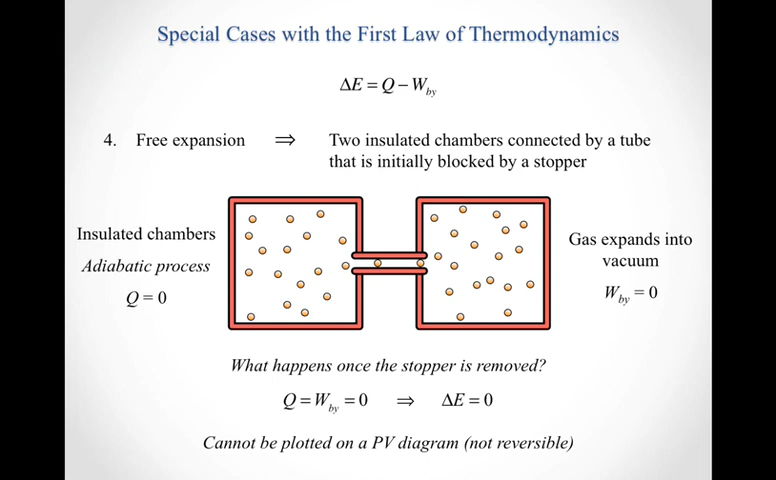 Special Cases with the First Law of Thermodynamics
ΔE = Q − W_by
4. Free expansion ⇒ Two insulated chambers connected by a tube
that is initially blocked by a stopper
Insulated chambers
Adiabatic process
Q = 0
Gas expands into
vacuum
W_by = 0
What happens once the stopper is removed?
Q = W_by = 0 ⇒ ΔE = 0
Cannot be plotted on a PV diagram (not reversible)